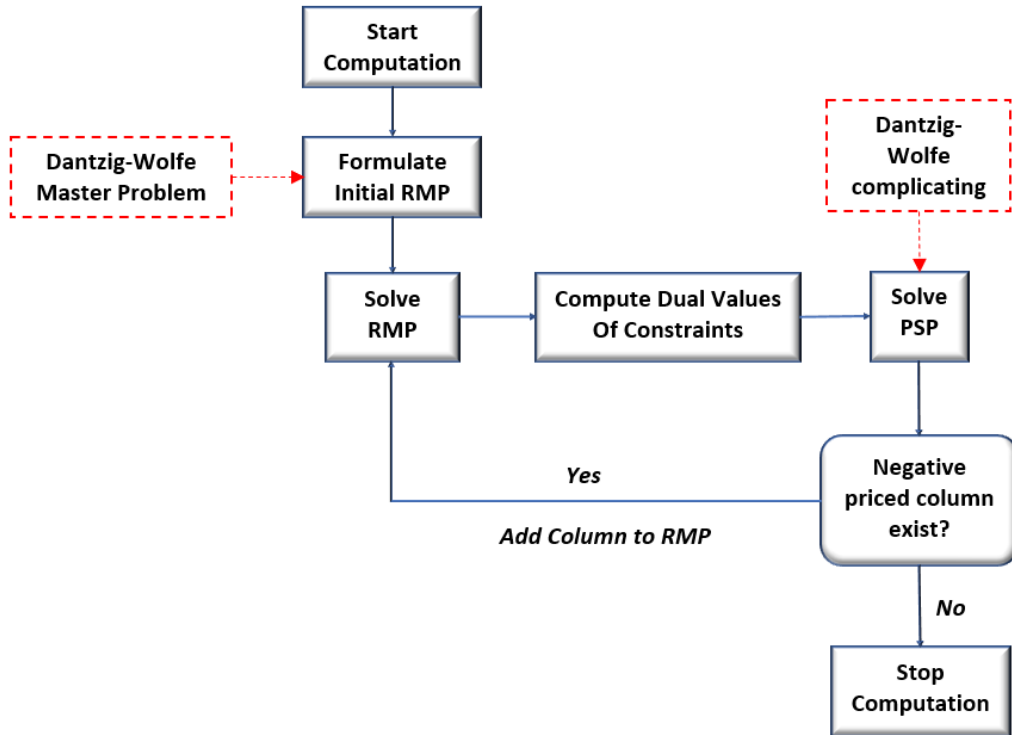 Start
Computation
Dantzig-Wolfe
Master Problem
Formulate
Initial RMP
Dantzig-
Wolfe
complicating
Solve
RMP
Compute Dual Values
Of Constraints
Solve
PSP
Negative
priced column
exist?
Yes
Add Column to RMP
No
Stop
Computation